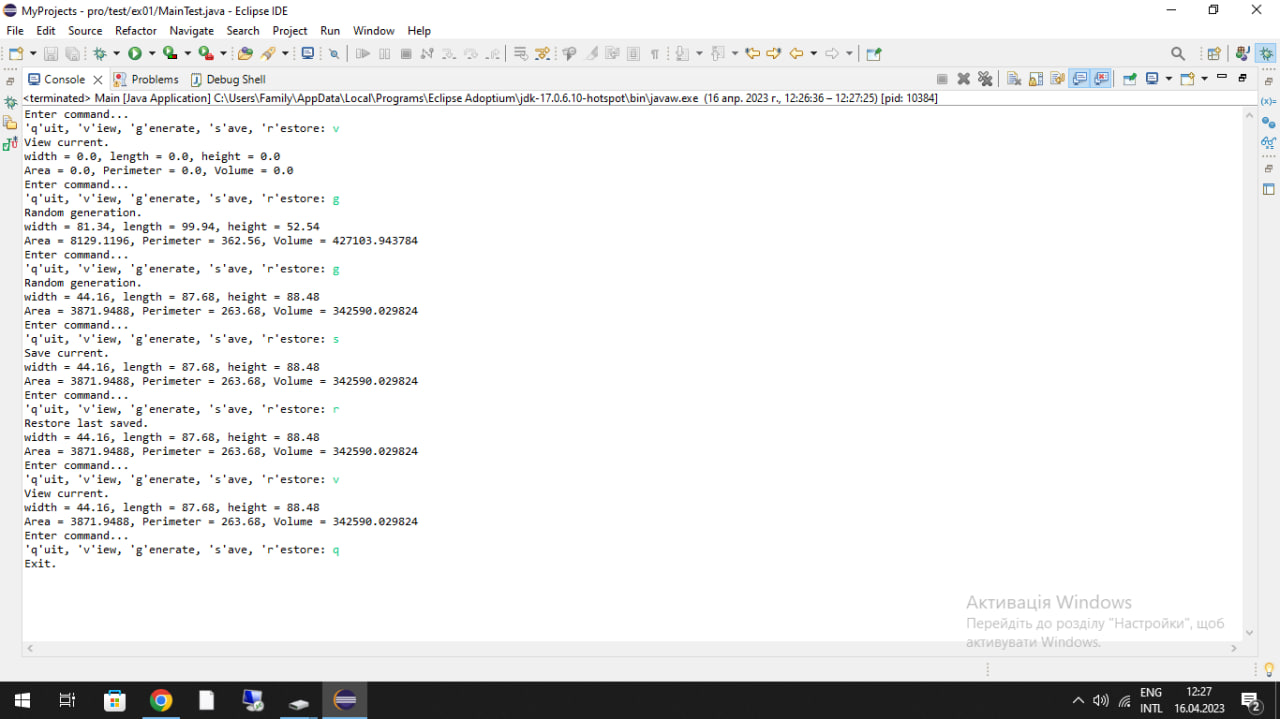 MyProjects - pro/test/ex01/MainTest.java - Eclipse IDE
File Edit Source Refactor Navigate Search Project Run Window Help
Console Problems Debug Shell
<terminated> Main [Java Application] C:\Users\Family\AppData\Local\Programs\Eclipse Adoptium\jdk-17.0.6.10-hotspot\bin\javaw.exe (16 апр. 2023 г., 12:26:36 – 12:27:25) [pid: 10384]
Enter command...
'q'uit, 'v'iew, 'g'enerate, 's'ave, 'r'estore: v
View current.
width = 0.0, length = 0.0, height = 0.0
Area = 0.0, Perimeter = 0.0, Volume = 0.0
Enter command...
'q'uit, 'v'iew, 'g'enerate, 's'ave, 'r'estore: g
Random generation.
width = 81.34, length = 99.94, height = 52.54
Area = 8129.1196, Perimeter = 362.56, Volume = 427103.943784
Enter command...
'q'uit, 'v'iew, 'g'enerate, 's'ave, 'r'estore: g
Random generation.
width = 44.16, length = 87.68, height = 88.48
Area = 3871.9488, Perimeter = 263.68, Volume = 342590.029824
Enter command...
'q'uit, 'v'iew, 'g'enerate, 's'ave, 'r'estore: s
Save current.
width = 44.16, length = 87.68, height = 88.48
Area = 3871.9488, Perimeter = 263.68, Volume = 342590.029824
Enter command...
'q'uit, 'v'iew, 'g'enerate, 's'ave, 'r'estore: r
Restore last saved.
width = 44.16, length = 87.68, height = 88.48
Area = 3871.9488, Perimeter = 263.68, Volume = 342590.029824
Enter command...
'q'uit, 'v'iew, 'g'enerate, 's'ave, 'r'estore: v
View current.
width = 44.16, length = 87.68, height = 88.48
Area = 3871.9488, Perimeter = 263.68, Volume = 342590.029824
Enter command...
'q'uit, 'v'iew, 'g'enerate, 's'ave, 'r'estore: q
Exit.
Активація Windows
Перейдіть до розділу "Настройки", щоб
активувати Windows.
ENG 12:27
INTL 16.04.2023 2